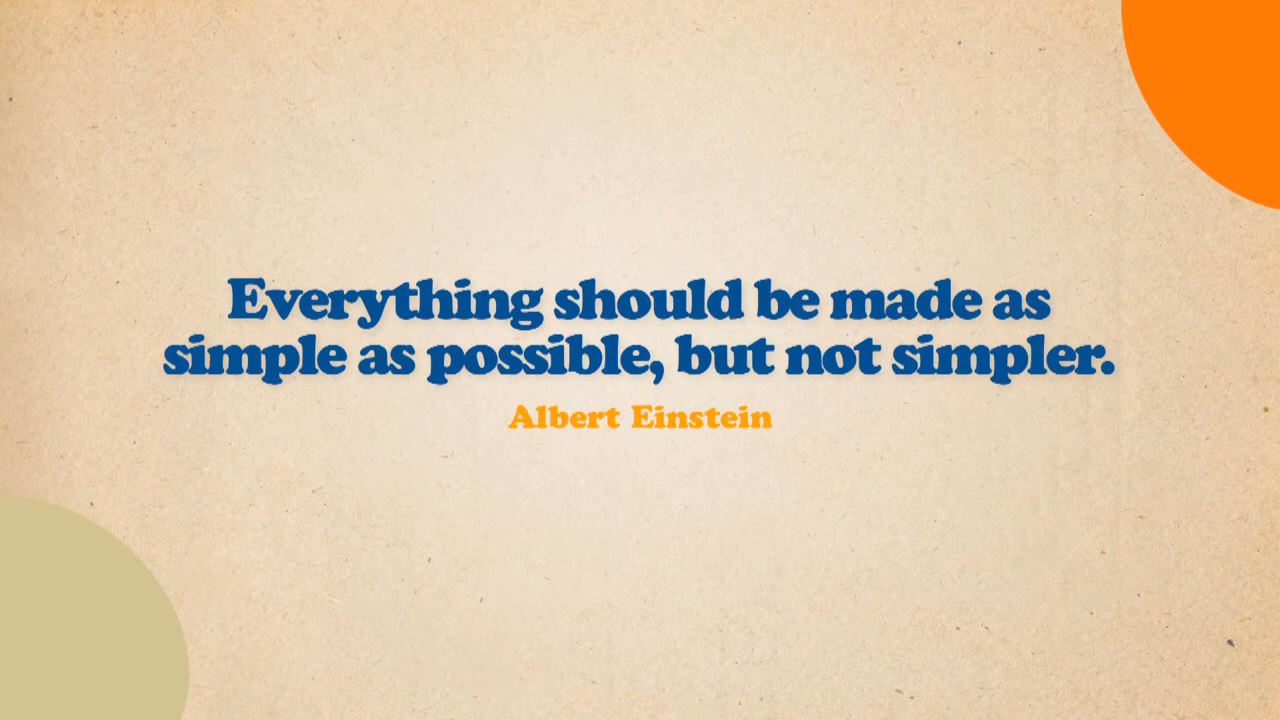 Everything should be made as
simple as possible, but not simpler.
Albert Einstein